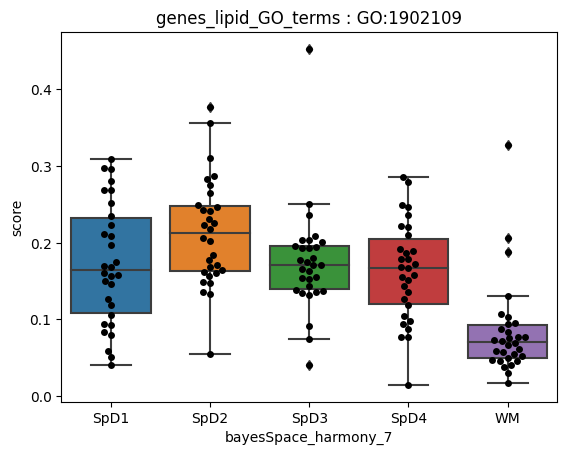 genes_lipid_GO_terms : GO:1902109
0.4
0.3
0.2
0.1
0.0
score
SpD1 SpD2 SpD3 SpD4 WM
bayesSpace_harmony_7